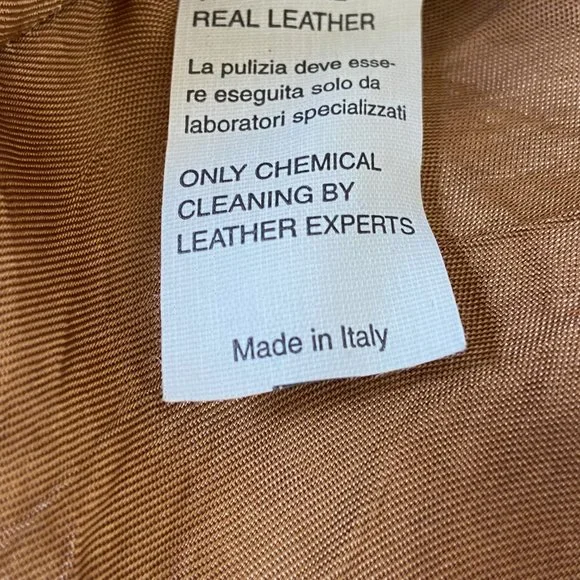 REAL LEATHER
La pulizia deve esse-
re eseguita solo da
laboratori specializzati
ONLY CHEMICAL
CLEANING BY
LEATHER EXPERTS
Made in Italy